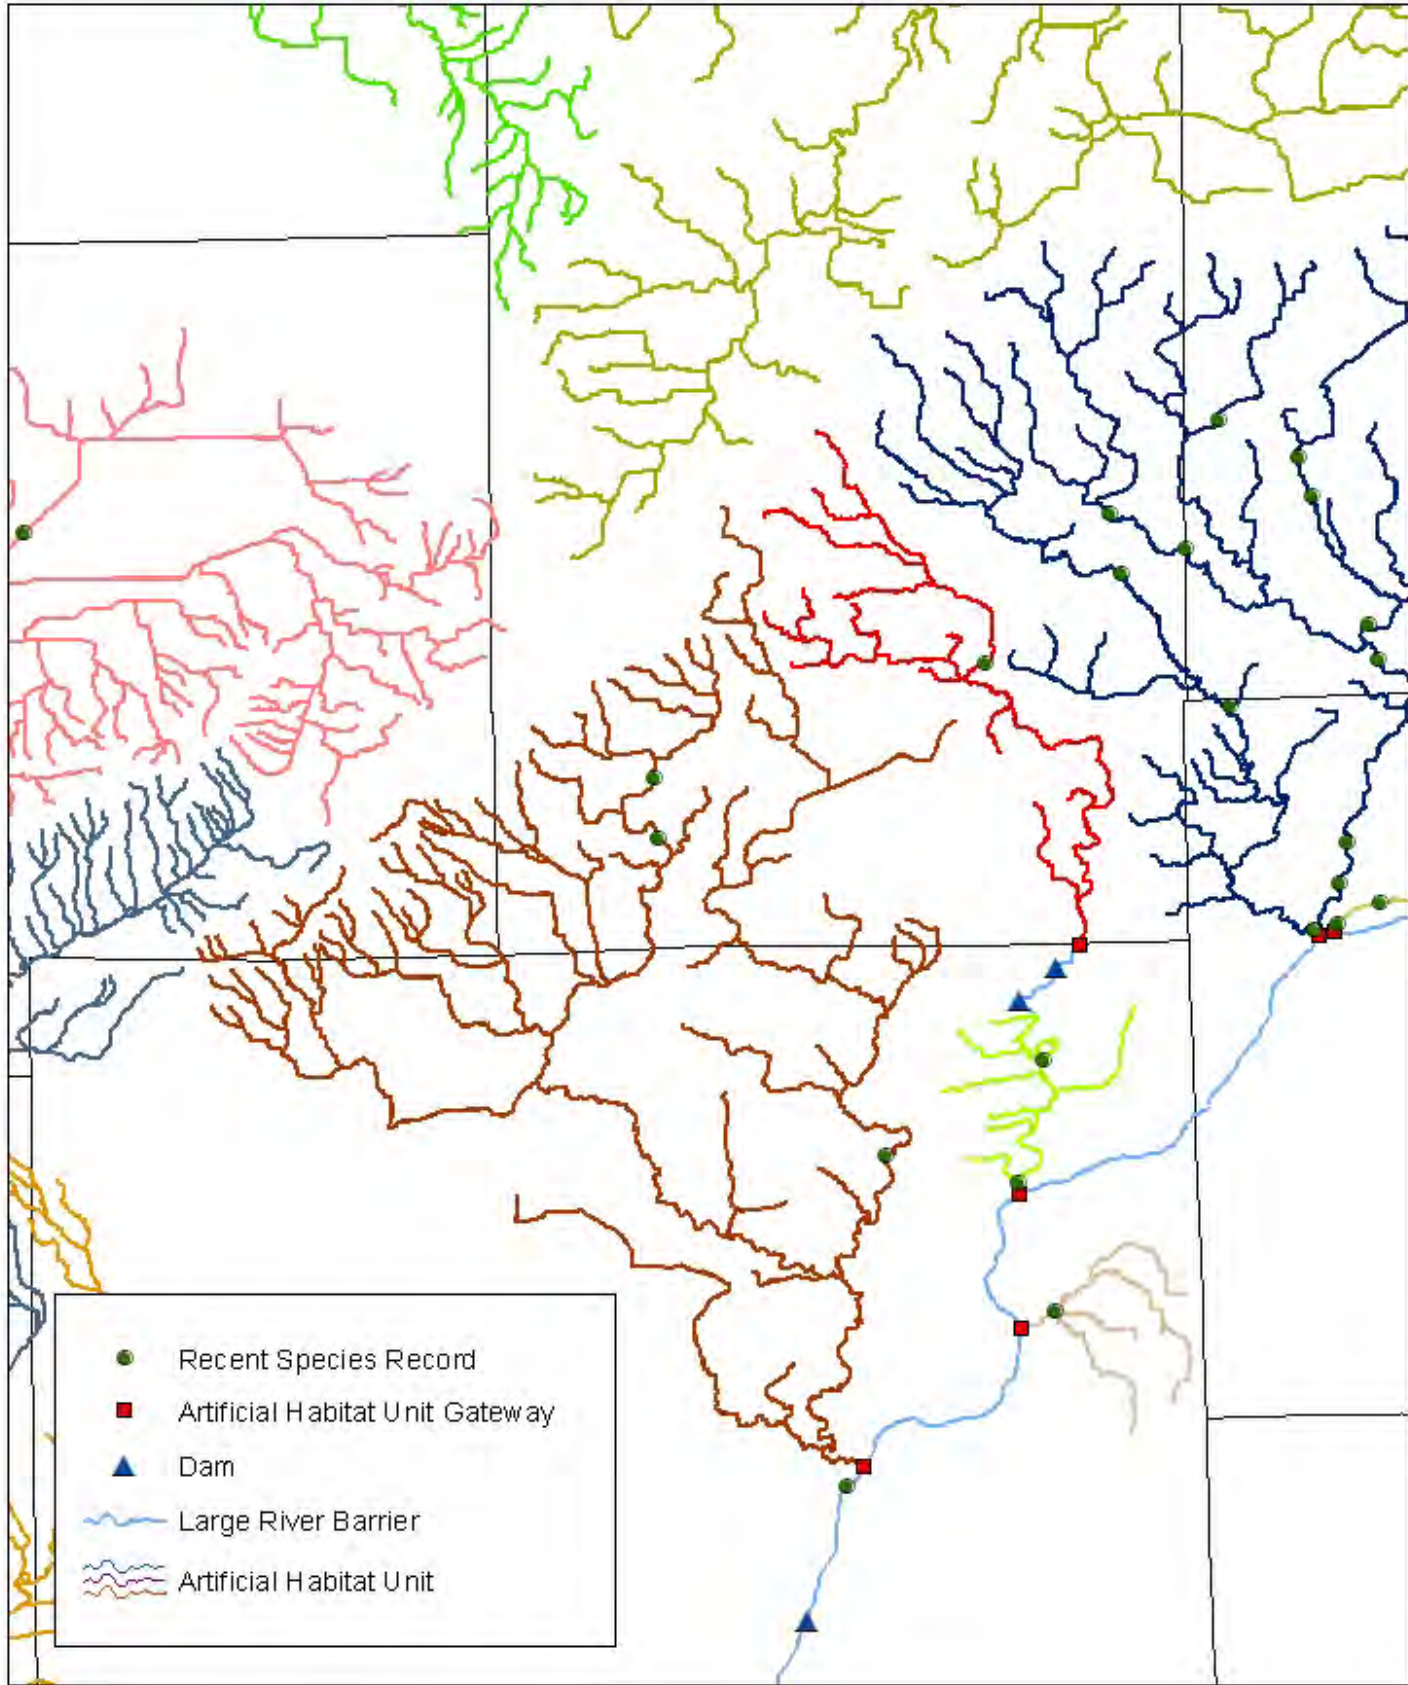 Recent Species Record
Artificial Habitat Unit Gateway
Dam
Large River Barrier
Artificial Habitat Unit